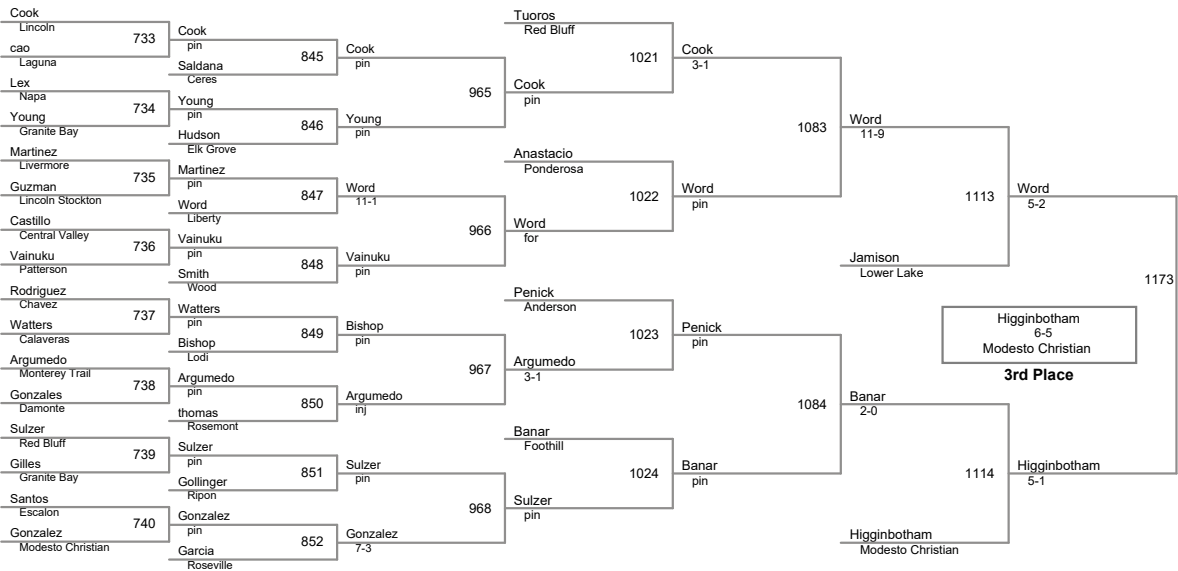 Cook
Lincoln
733
cao
Laguna
Lex
Napa
734
Young
Granite Bay
Martinez
Livermore
735
Guzman
Lincoln Stockton
Castillo
Central Valley
736
Vainuku
Patterson
Rodriguez
Chavez
737
Watters
Calaveras
Argumedo
Monterey Trail
738
Gonzales
Damonte
Sulzer
Red Bluff
739
Gilles
Granite Bay
Santos
Escalon
740
Gonzalez
Modesto Christian
Cook
pin
845
Saldana
Ceres
Young
pin
846
Hudson
Elk Grove
Martinez
pin
847
Word
Liberty
Vainuku
pin
848
Smith
Wood
Watters
pin
849
Bishop
Lodi
Argumedo
pin
850
thomas
Rosemont
Sulzer
pin
851
Gollinger
Ripon
Gonzalez
pin
852
Garcia
Roseville
Cook
pin
965
Young
pin
Word
11-1
966
Vainuku
pin
Bishop
pin
967
Argumedo
inj
Sulzer
pin
968
Gonzalez
7-3
Tuoros
Red Bluff
1021
Cook
pin
Anastacio
Ponderosa
1022
Word
for
Penick
Anderson
1023
Argumedo
3-1
Banar
Foothill
1024
Sulzer
pin
Cook
3-1
1083
Word
pin
Penick
pin
1084
Banar
pin
Word
11-9
1113
Jamison
Lower Lake
Banar
2-0
1114
Higginbotham
Modesto Christian
Word
5-2
1173
Higginbotham
5-1
Higginbotham
6-5
Modesto Christian
3rd Place